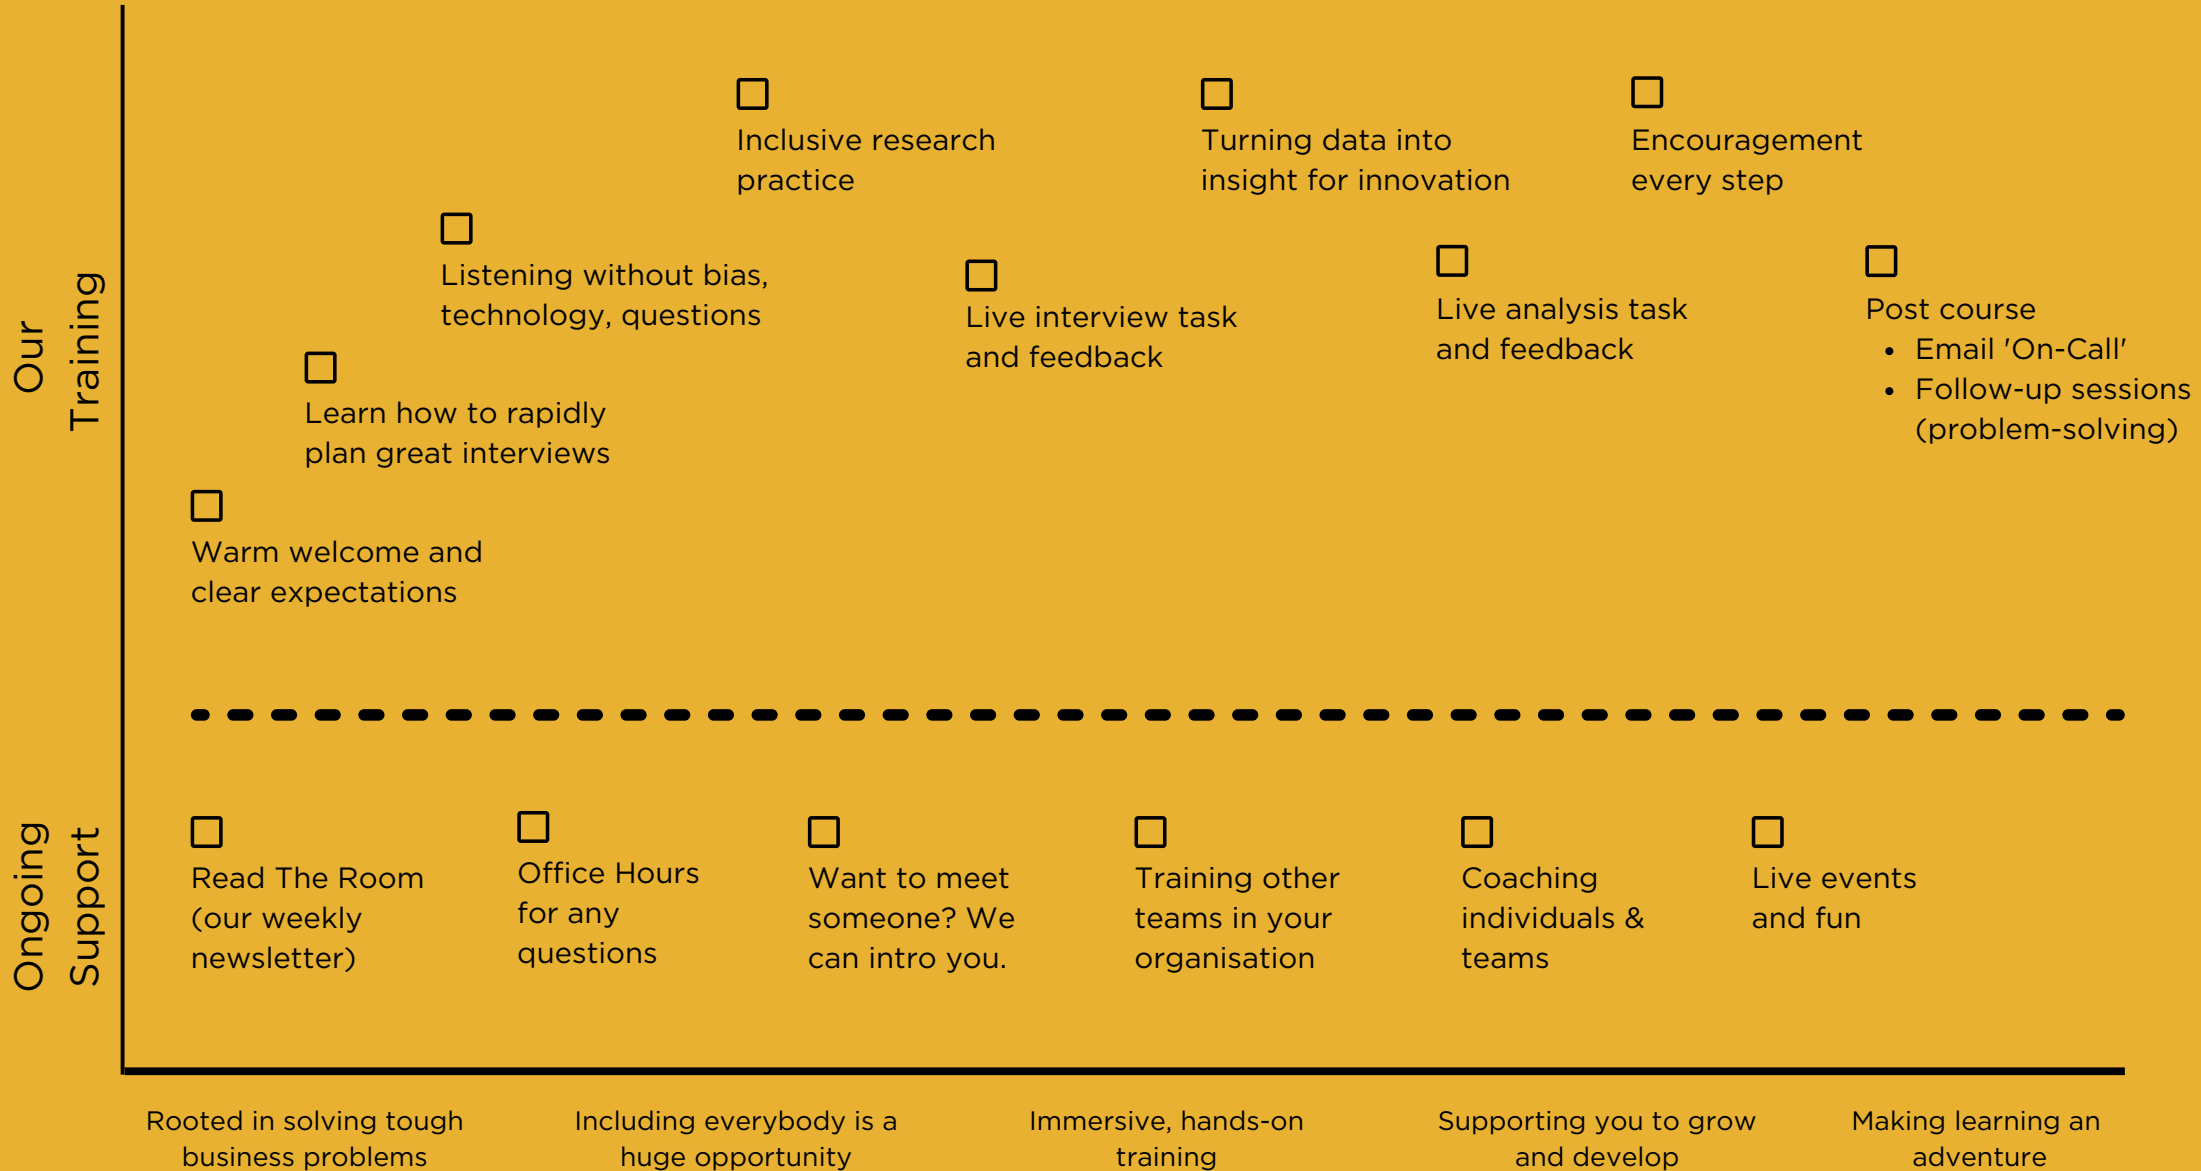 Our
Training
Inclusive research
practice
Turning data into
insight for innovation
Encouragement
every step
Listening without bias,
technology, questions
Live interview task
and feedback
Live analysis task
and feedback
Post course
• Email 'On-Call'
• Follow-up sessions
(problem-solving)
Learn how to rapidly
plan great interviews
Warm welcome and
clear expectations
Ongoing
Support
Read The Room
(our weekly
newsletter)
Office Hours
for any
questions
Want to meet
someone? We
can intro you.
Training other
teams in your
organisation
Coaching
individuals &
teams
Live events
and fun
Rooted in solving tough
business problems
Including everybody is a
huge opportunity
Immersive, hands-on
training
Supporting you to grow
and develop
Making learning an
adventure